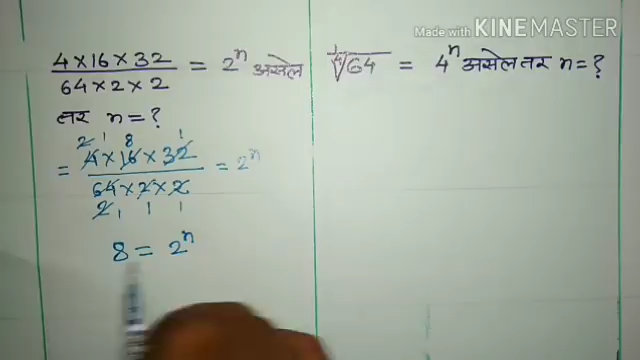 Made with KINEMASTER
4×16×32 / 64×2×2 = 2ⁿ असेल
तर n=?
= 4×16×32 / 64×2×2 = 2ⁿ
8 = 2ⁿ
√64 = 4ⁿ असेल तर n=?